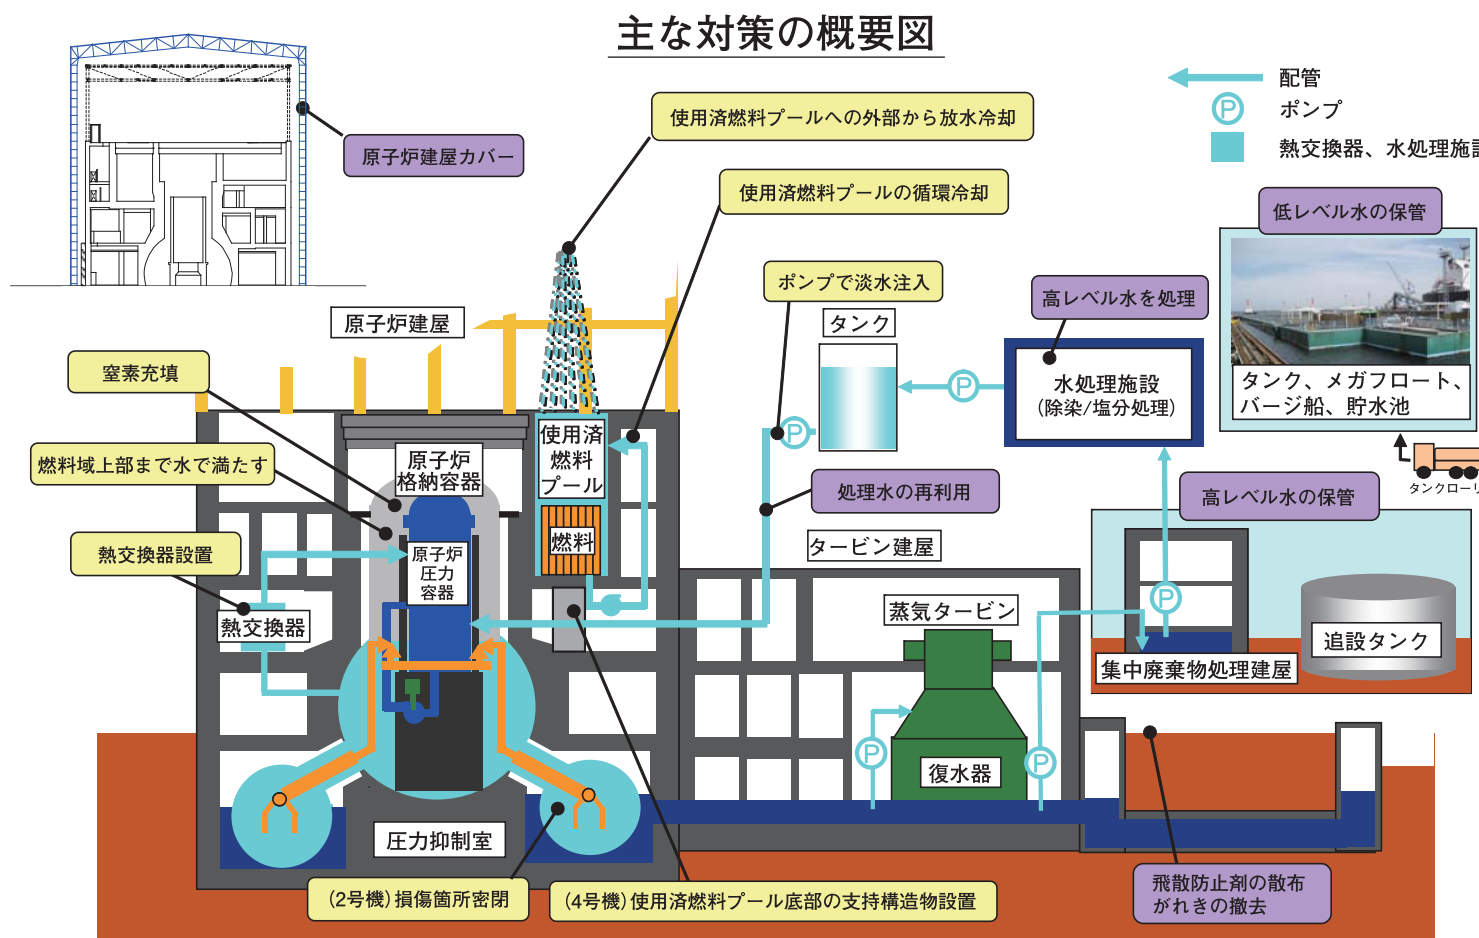 主な対策の概要図
配管
ポンプ
熱交換器、水処理施設
使用済燃料プールへの外部から放水冷却
原子炉建屋カバー
使用済燃料プールの循環冷却
低レベル水の保管
ポンプで淡水注入
高レベル水を処理
原子炉建屋
タンク
窒素充填
水処理施設
(除染/塩分処理)
タンク、メガフロート、
バージ船、貯水池
燃料域上部まで水で満たす
原子炉
格納容器
使用済
燃料
プール
処理水の再利用
高レベル水の保管
タンクローリ
熱交換器設置
原子炉
圧力
容器
燃料
タービン建屋
熱交換器
蒸気タービン
追設タンク
集中廃棄物処理建屋
復水器
圧力抑制室
(2号機)損傷箇所密閉
(4号機)使用済燃料プール底部の支持構造物設置
飛散防止剤の散布
がれきの撤去
P
P
P
P
P
P